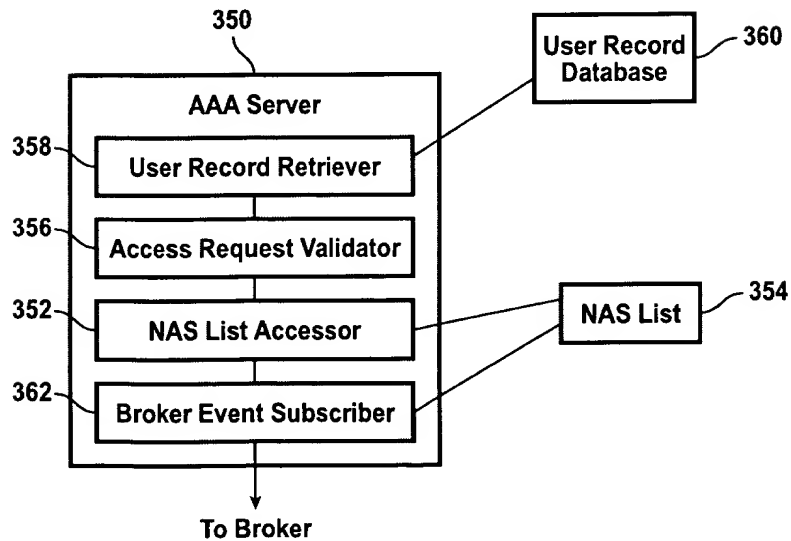 350
User Record
Database
360
AAA Server
358
User Record Retriever
356
Access Request Validator
352
NAS List Accessor
NAS List
354
362
Broker Event Subscriber
To Broker